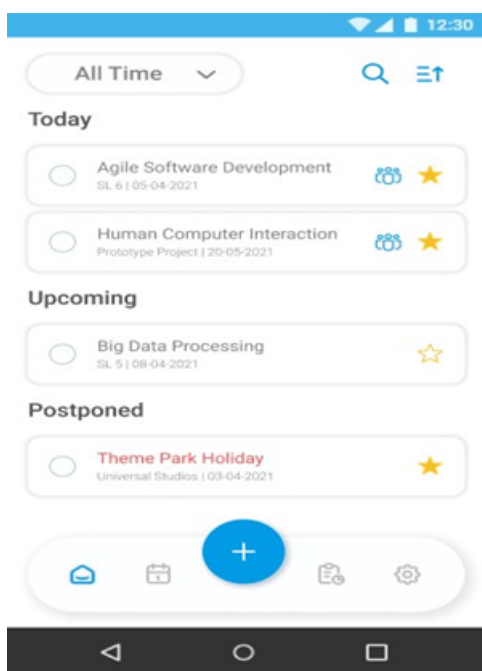 12:30
All Time
Today
Agile Software Development
SL 6 | 05-04-2021
Human Computer Interaction
Prototype Project | 20-05-2021
Upcoming
Big Data Processing
SL 5 | 08-04-2021
Postponed
Theme Park Holiday
Universal Studios | 03-04-2021